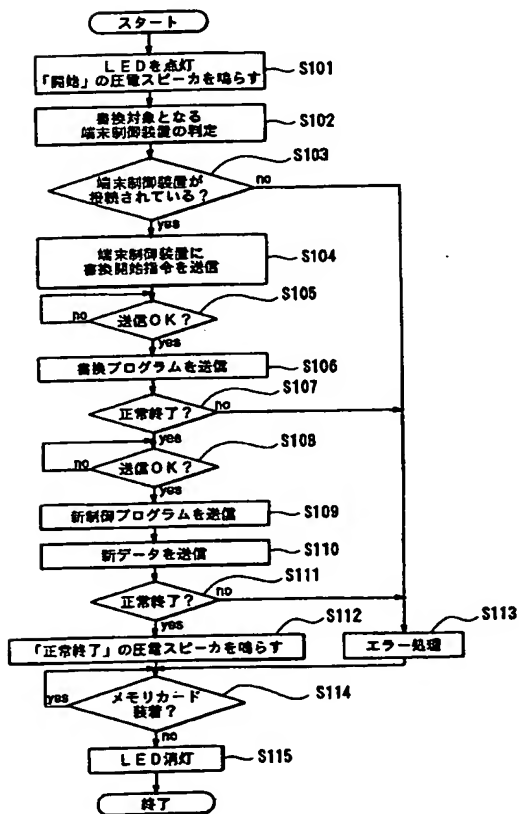 スタート
LEDを点灯
「開始」の圧電スピーカを鳴らす
S101
書換対象となる
端末制御装置の判定
S102
端末制御装置が
接続されている?
S103
no
yes
端末制御装置に
書換開始指令を送信
S104
送信OK?
S105
no
yes
書換プログラムを送信
S106
正常終了?
S107
no
yes
送信OK?
S108
no
yes
新制御プログラムを送信
S109
新データを送信
S110
正常終了?
S111
no
yes
「正常終了」の圧電スピーカを鳴らす
S112
エラー処理
S113
メモリカード
装着?
S114
yes
no
LED消灯
S115
終了